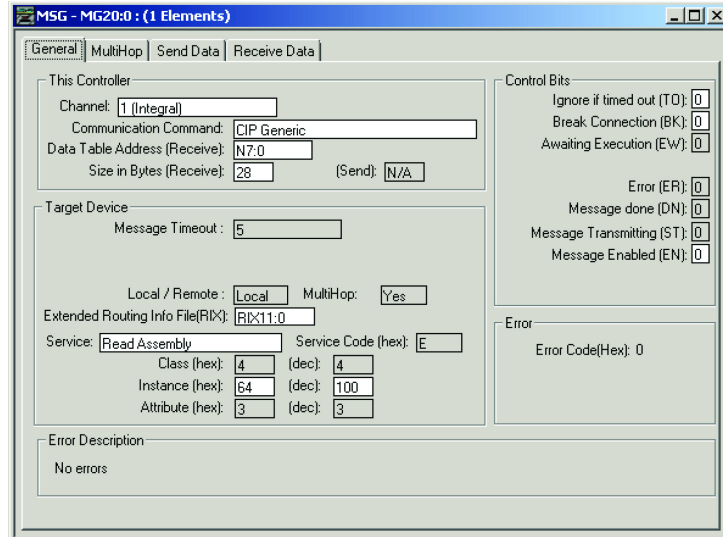 MSG - MG20:0 : (1 Elements)
General MultiHop Send Data Receive Data
This Controller
Channel: 1 (Integral)
Communication Command: CIP Generic
Data Table Address (Receive): N7:0
Size in Bytes (Receive): 28 (Send): N/A
Target Device
Message Timeout : 5
Local / Remote : Local MultiHop: Yes
Extended Routing Info File(RIX): RIX11:0
Service: Read Assembly Service Code (hex): E
Class (hex): 4 (dec): 4
Instance (hex): 64 (dec): 100
Attribute (hex): 3 (dec): 3
Control Bits
Ignore if timed out (TO): 0
Break Connection (BK): 0
Awaiting Execution (EW): 0
Error (ER): 0
Message done (DN): 0
Message Transmitting (ST): 0
Message Enabled (EN): 0
Error
Error Code(Hex): 0
Error Description
No errors